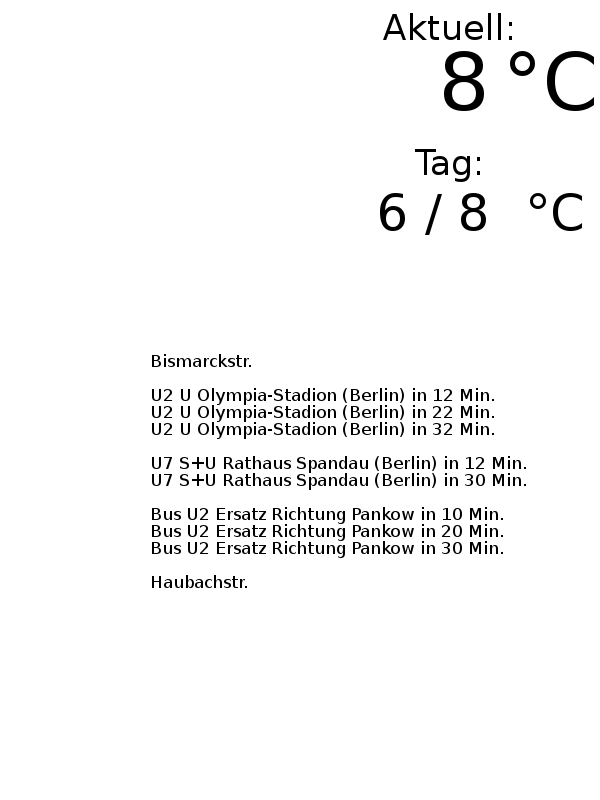 Aktuell:
8 °C
Tag:
6 / 8 °C
Bismarckstr.
U2 U Olympia-Stadion (Berlin) in 12 Min.
U2 U Olympia-Stadion (Berlin) in 22 Min.
U2 U Olympia-Stadion (Berlin) in 32 Min.
U7 S+U Rathaus Spandau (Berlin) in 12 Min.
U7 S+U Rathaus Spandau (Berlin) in 30 Min.
Bus U2 Ersatz Richtung Pankow in 10 Min.
Bus U2 Ersatz Richtung Pankow in 20 Min.
Bus U2 Ersatz Richtung Pankow in 30 Min.
Haubachstr.